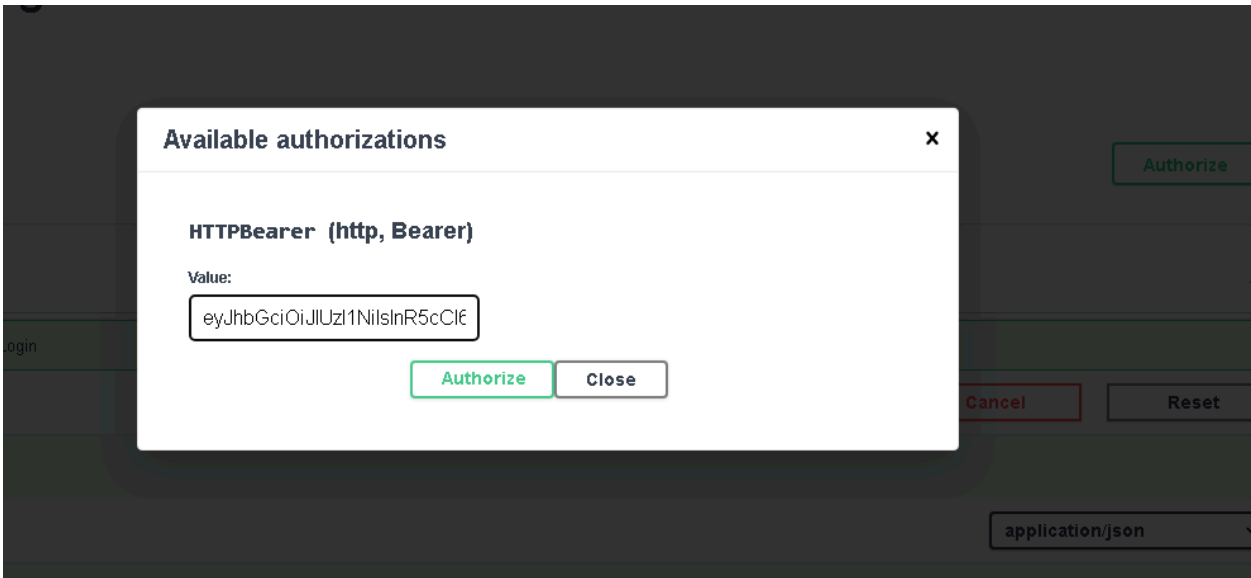 Available authorizations
×
Authorize
HTTPBearer (http, Bearer)
Value:
eyJhbGciOiJIUzI1NiIsInR5cCI6
Login
Authorize
Close
Cancel
Reset
application/json